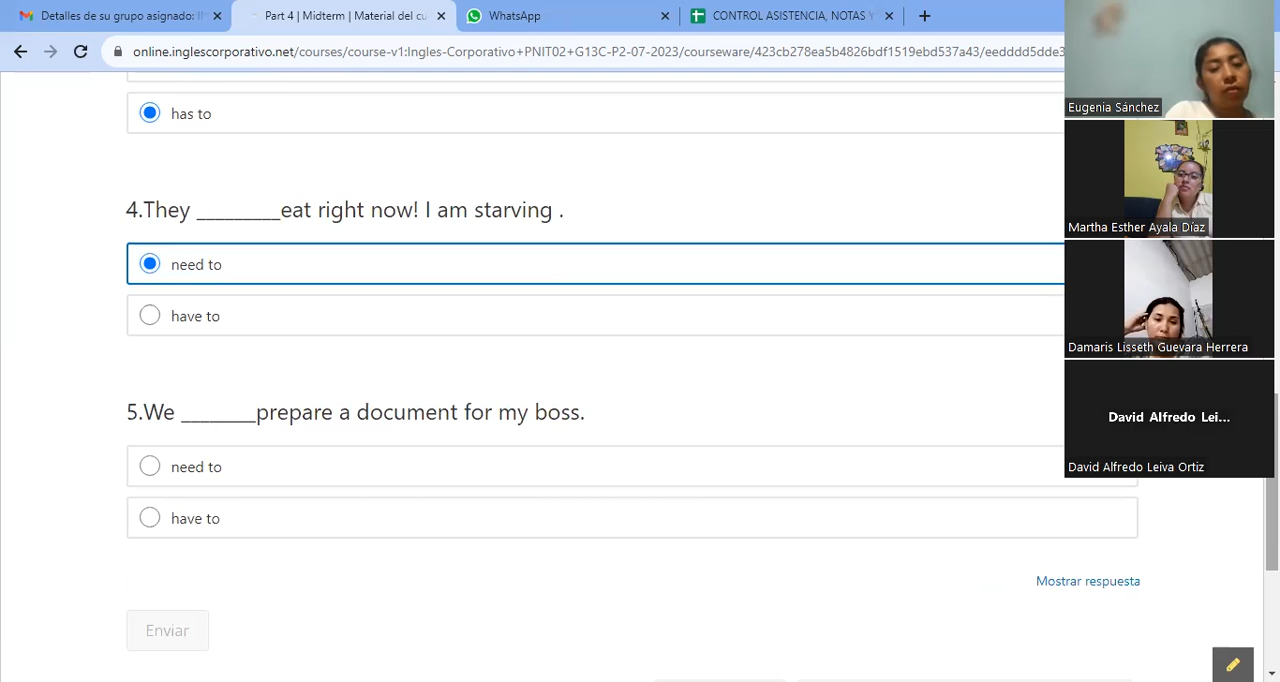 Detalles de su grupo asignado: I
Part 4 | Midterm | Material del cu
WhatsApp
CONTROL ASISTENCIA, NOTAS Y
online.inglescorporativo.net/courses/course-v1:Ingles-Corporativo+PNIT02+G13C-P2-07-2023/courseware/423cb278ea5b4826bdf1519ebd537a43/eedddd5dde3
Eugenia Sánchez
has to
4.They _________eat right now! I am starving .
need to
have to
Martha Esther Ayala Díaz
Damaris Lisseth Guevara Herrera
5.We ________prepare a document for my boss.
need to
have to
David Alfredo Lei...
David Alfredo Leiva Ortiz
Mostrar respuesta
Enviar